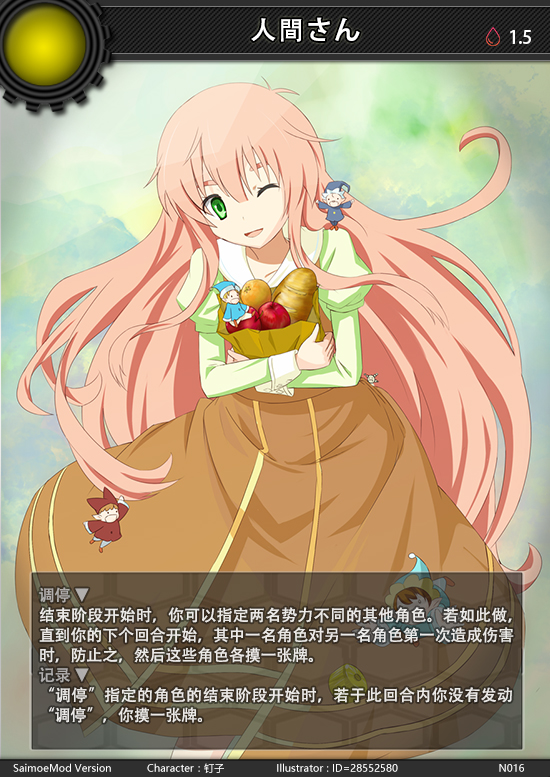 人間さん
1.5
调停▼
结束阶段开始时，你可以指定两名势力不同的其他角色。若如此做，
直到你的下个回合开始，其中一名角色对另一名角色第一次造成伤害
时，防止之，然后这些角色各摸一张牌。
记录▼
“调停”指定的角色的结束阶段开始时，若于此回合内你没有发动
“调停”，你摸一张牌。
SaimoeMod Version Character : 钉子 Illustrator : ID=28552580 N016